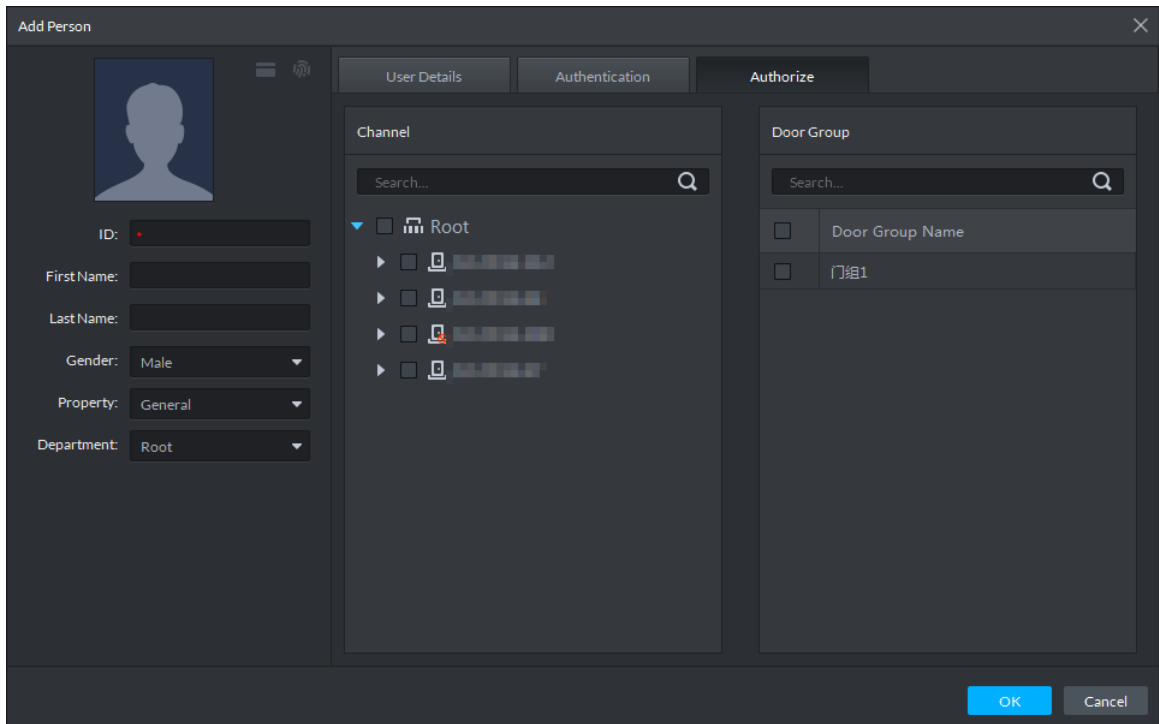 Add Person
User Details
Authentication
Authorize
ID:
First Name:
Last Name:
Gender: Male
Property: General
Department: Root
Channel
Search...
Root
Door Group
Search...
Door Group Name
门组1
OK
Cancel